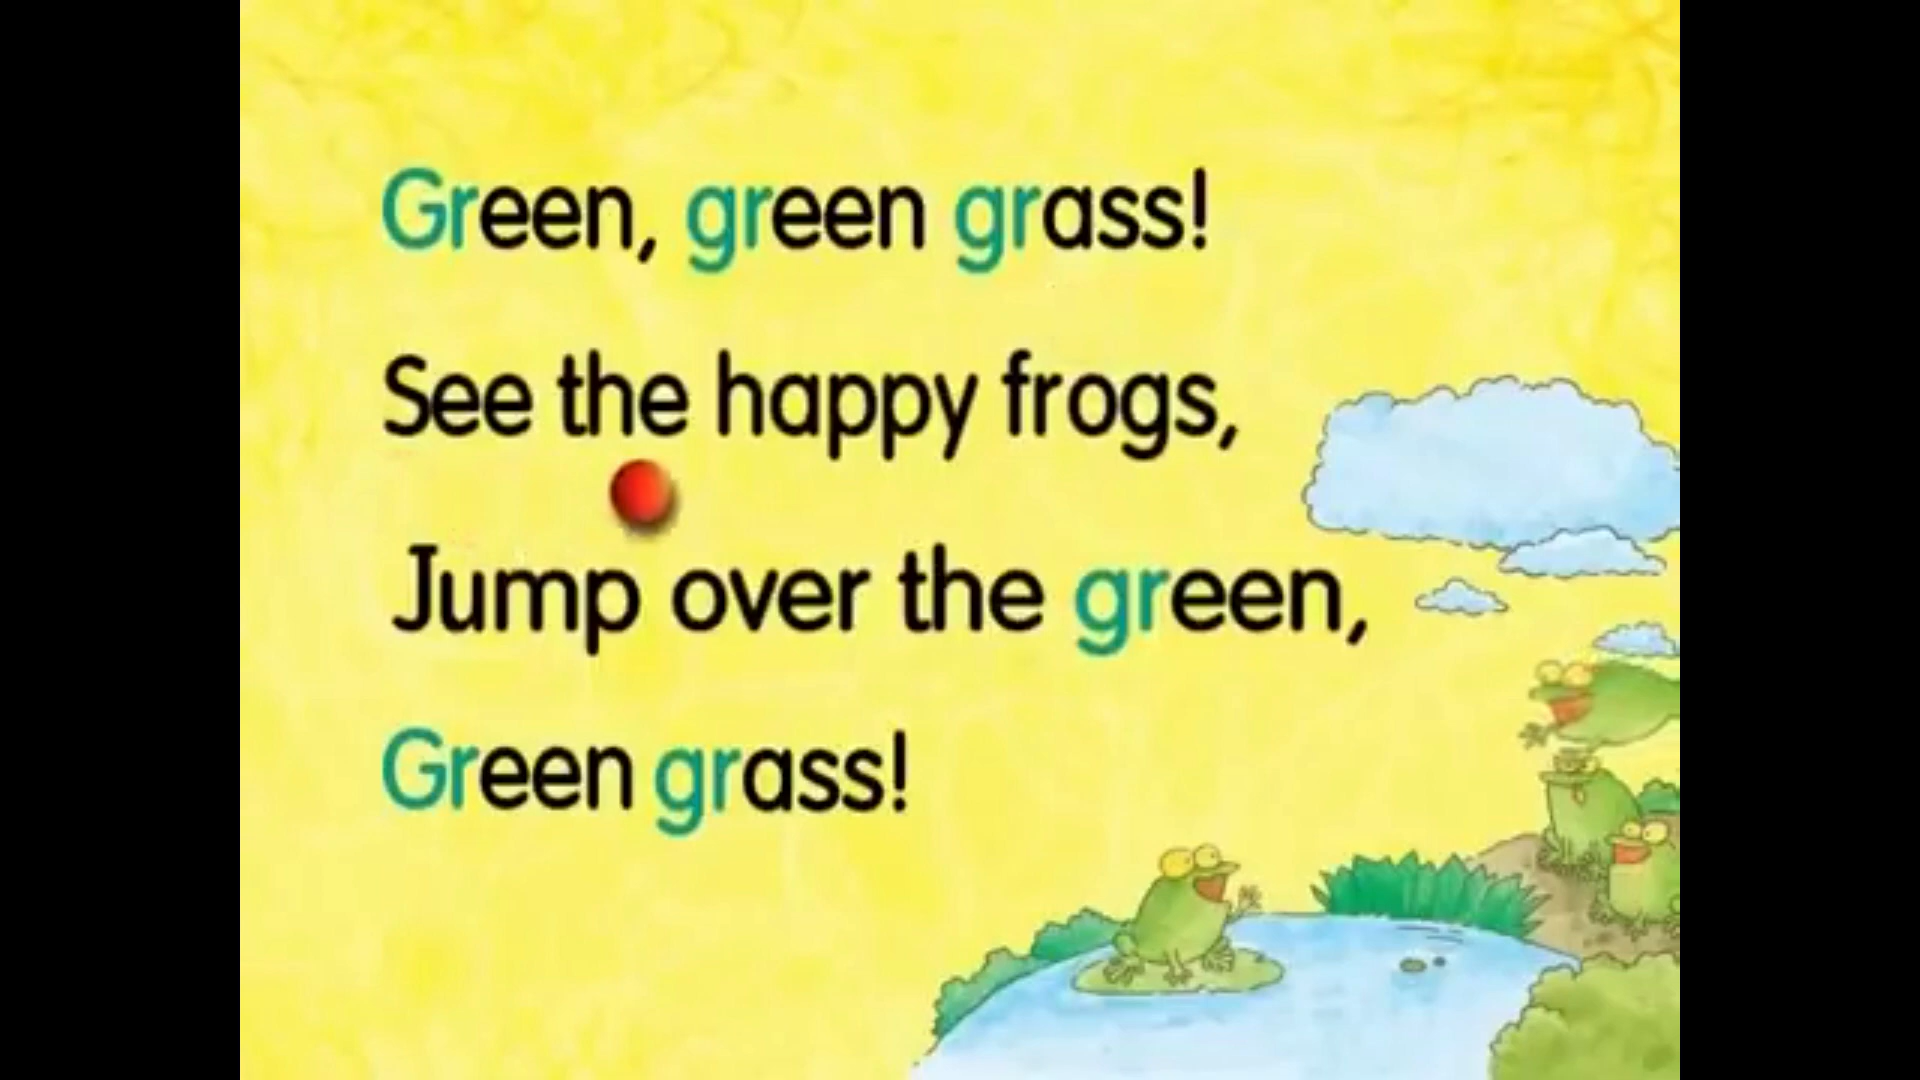 Green, green grass!
See the happy frogs,
Jump over the green,
Green grass!